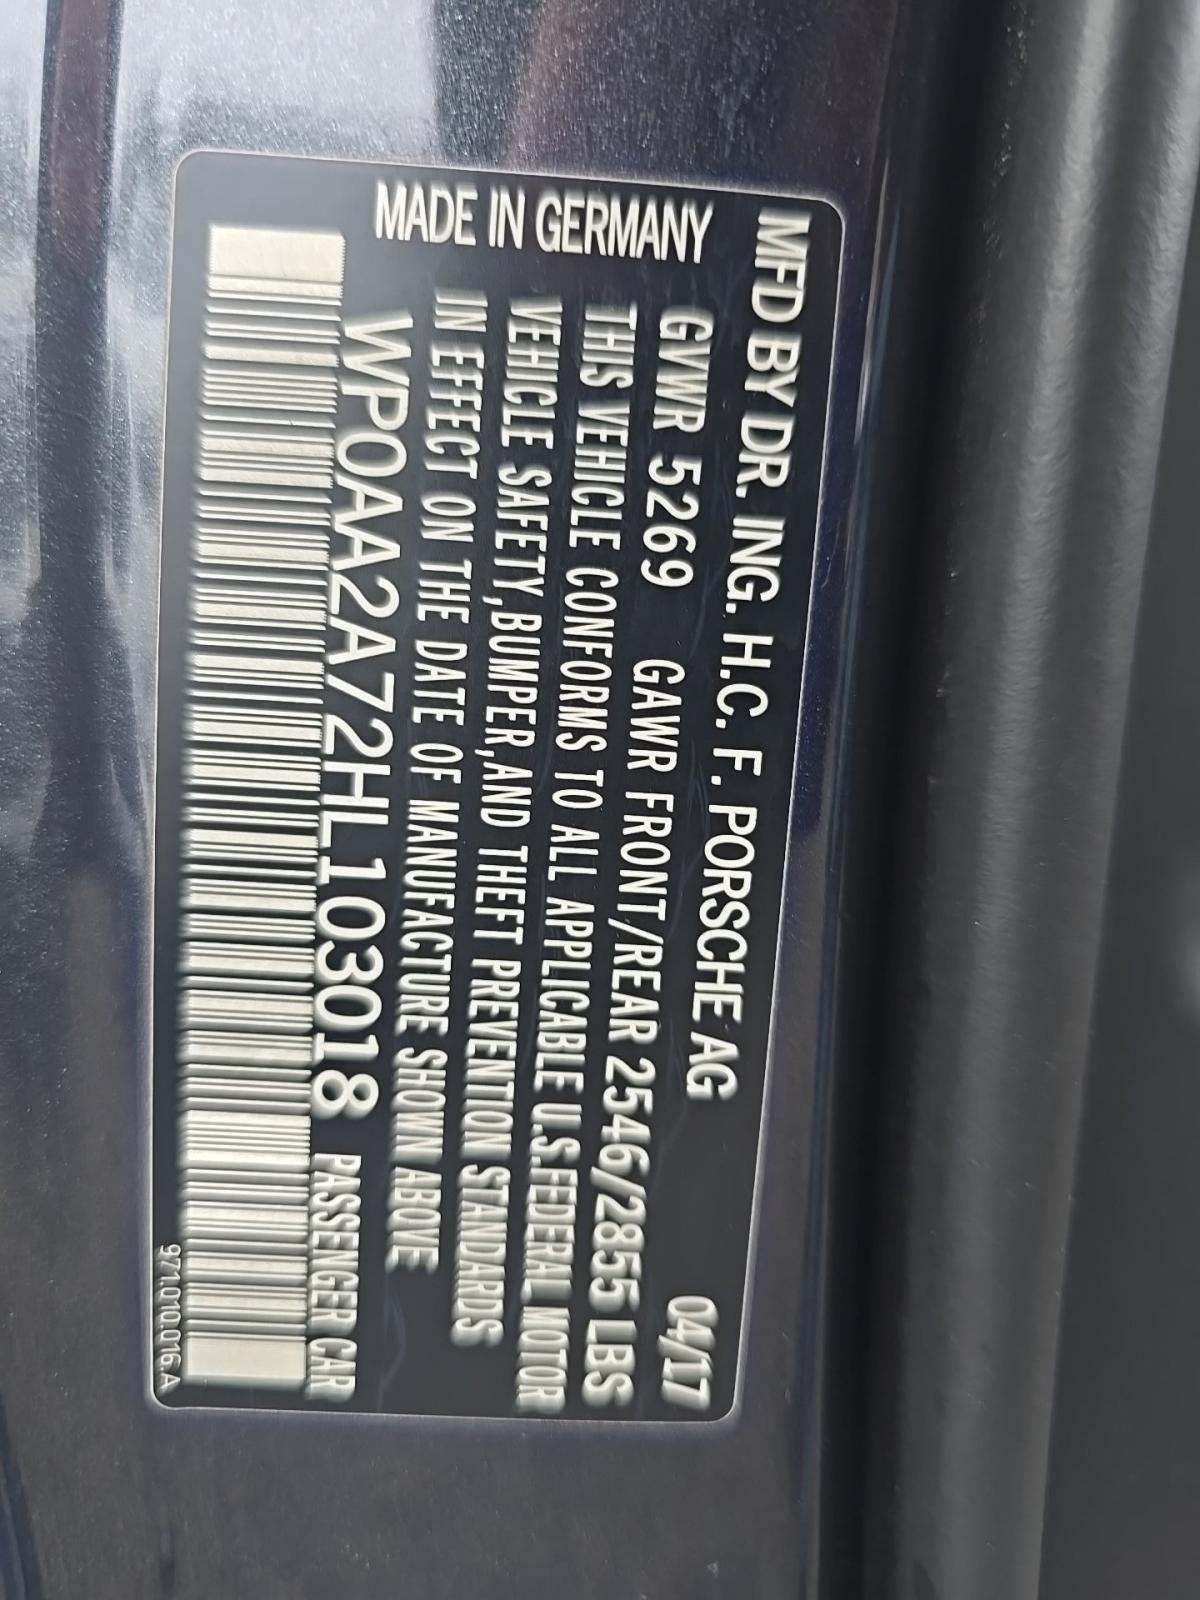 MFD BY DR. ING. H.C. F. PORSCHE AG
04/17
GVWR 5269 GAWR FRONT/REAR 2546/2855 LBS
THIS VEHICLE CONFORMS TO ALL APPLICABLE U.S.FEDERAL MOTOR
VEHICLE SAFETY,BUMPER,AND THEFT PREVENTION STANDARDS
IN EFFECT ON THE DATE OF MANUFACTURE SHOWN ABOVE
MADE IN GERMANY
WP0AA2A72HL103018 PASSENGER CAR
971.010.016.A